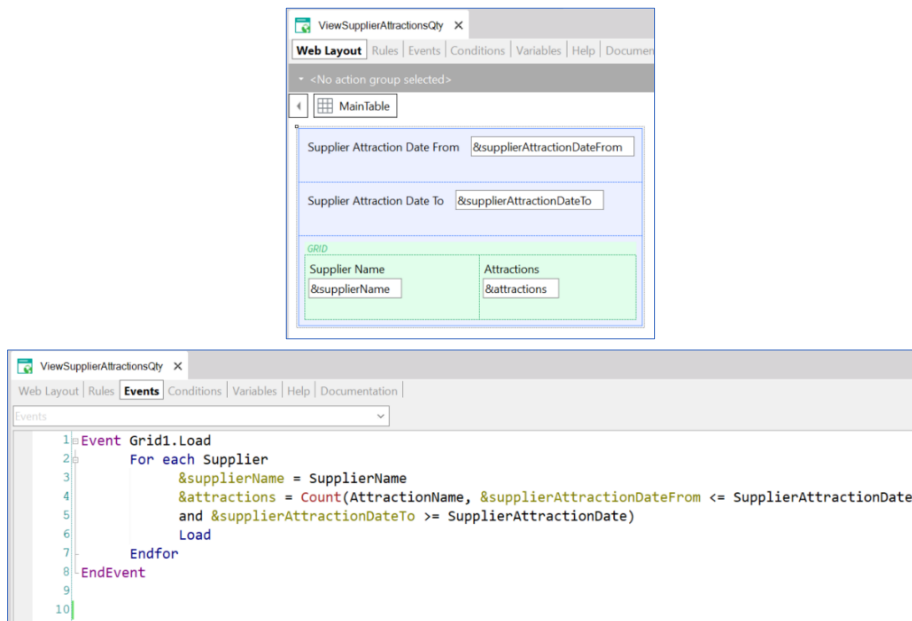 ViewSupplierAttractionsQty
Web Layout Rules Events Conditions Variables Help Documen
<No action group selected>
MainTable
Supplier Attraction Date From &supplierAttractionDateFrom
Supplier Attraction Date To &supplierAttractionDateTo
GRID
Supplier Name Attractions
&supplierName &attractions
ViewSupplierAttractionsQty
Web Layout Rules Events Conditions Variables Help Documentation
Events
1 Event Grid1.Load
2 For each Supplier
3 &supplierName = SupplierName
4 &attractions = Count(AttractionName, &supplierAttractionDateFrom <= SupplierAttractionDate
5 and &supplierAttractionDateTo >= SupplierAttractionDate)
6 Load
7 Endfor
8 EndEvent
9
10